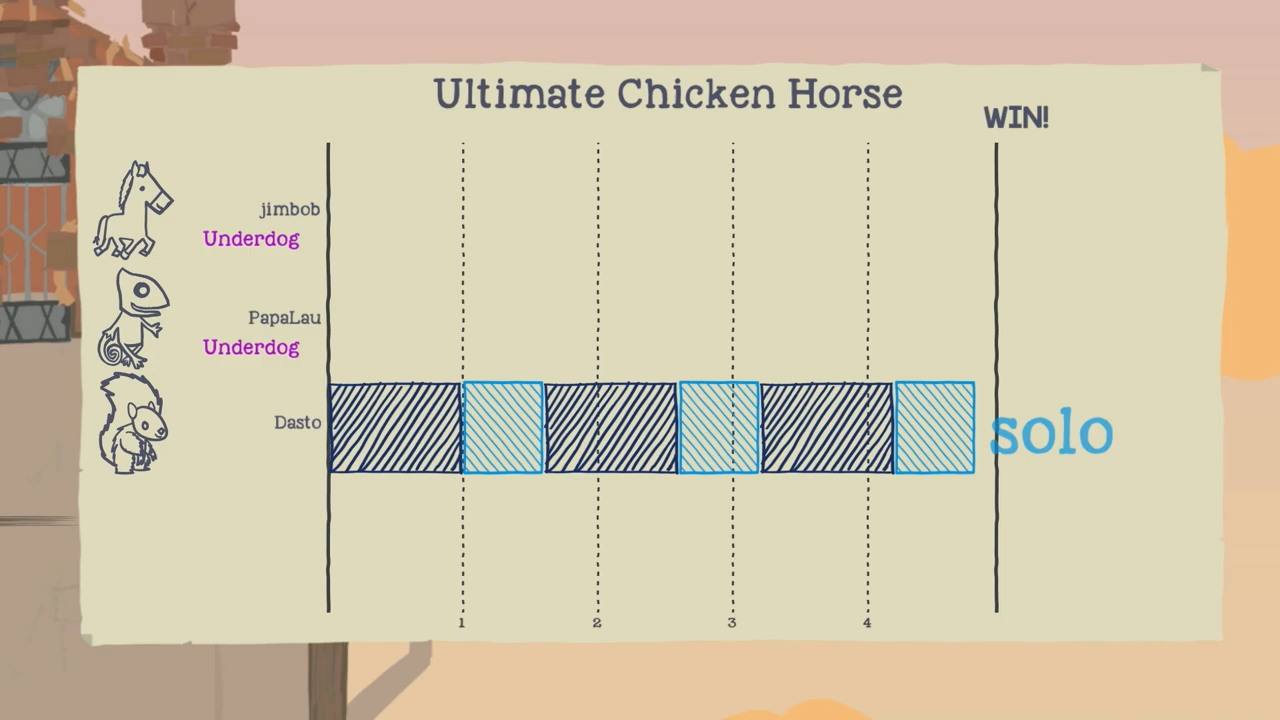 Ultimate Chicken Horse
WIN!
jimbob
Underdog
PapaLau
Underdog
Dasto
solo
1 2 3 4